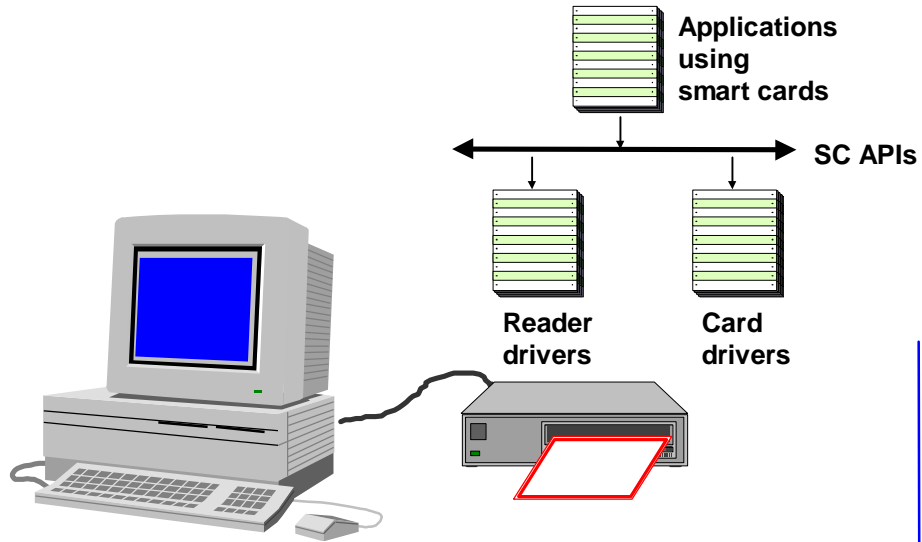 Applications
using
smart cards
SC APIs
Reader
drivers
Card
drivers